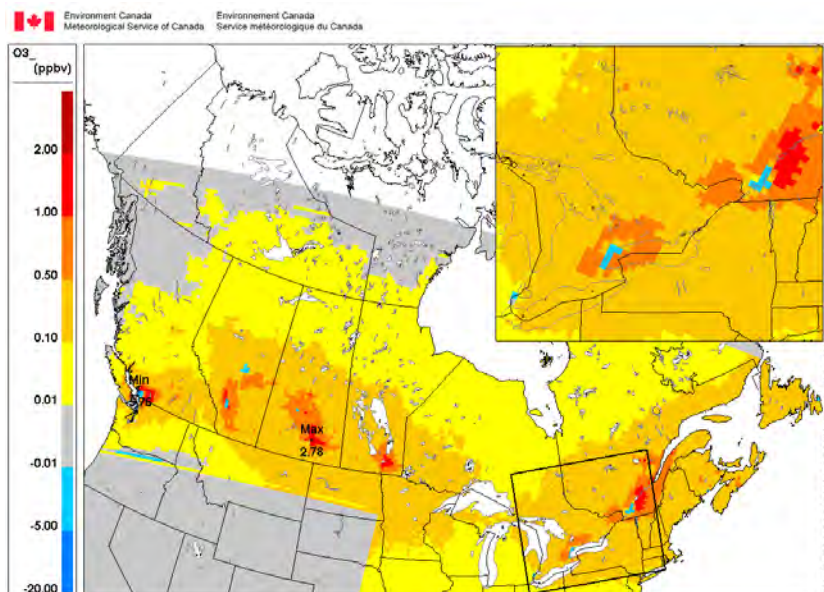 Environment Canada
Meteorological Service of Canada
Environnement Canada
Service météorologique du Canada
O3_
(ppbv)
2.00
1.00
0.50
0.10
0.01
-0.01
-5.00
-20.00
Min
Max
2.78